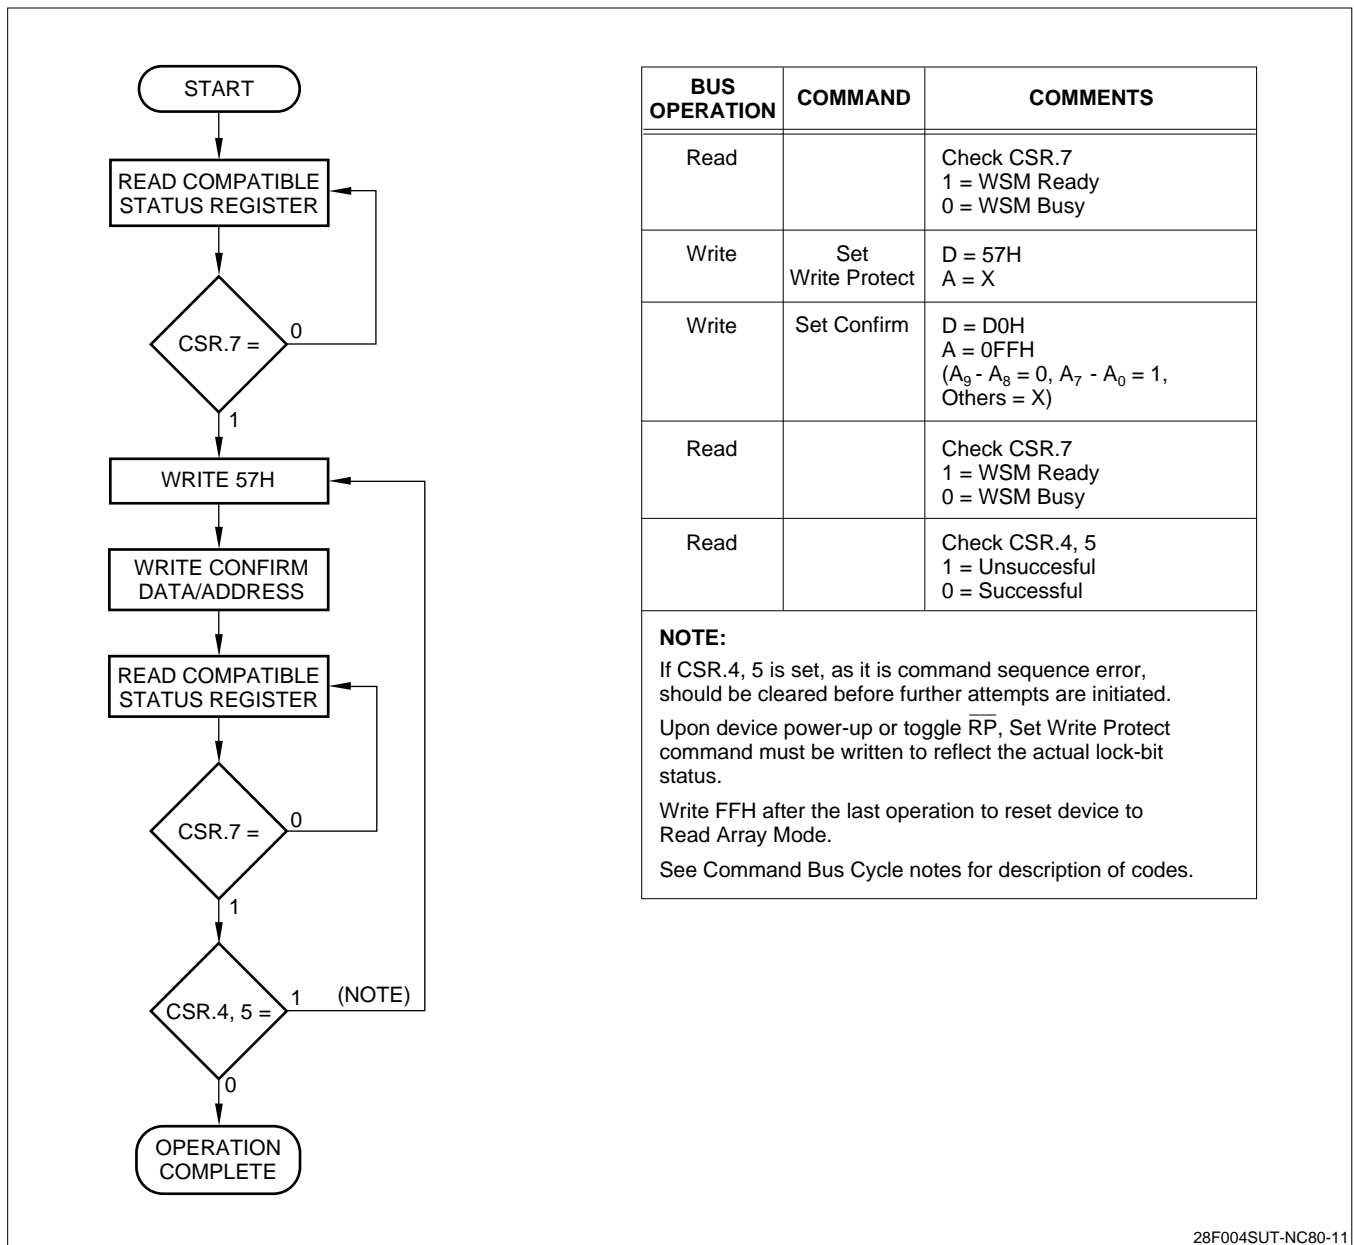 START
READ COMPATIBLE
STATUS REGISTER
CSR.7 =
0
1
WRITE 57H
WRITE CONFIRM
DATA/ADDRESS
READ COMPATIBLE
STATUS REGISTER
CSR.7 =
0
1
CSR.4, 5 =
1
(NOTE)
0
OPERATION
COMPLETE
BUS
OPERATION
COMMAND
COMMENTS
Read
Check CSR.7
1 = WSM Ready
0 = WSM Busy
Write
Set
Write Protect
D = 57H
A = X
Write
Set Confirm
D = D0H
A = 0FFH
(A₉ - A₈ = 0, A₇ - A₀ = 1,
Others = X)
Read
Check CSR.7
1 = WSM Ready
0 = WSM Busy
Read
Check CSR.4, 5
1 = Unsuccesful
0 = Successful
NOTE:
If CSR.4, 5 is set, as it is command sequence error,
should be cleared before further attempts are initiated.
Upon device power-up or toggle R̅P̅, Set Write Protect
command must be written to reflect the actual lock-bit
status.
Write FFH after the last operation to reset device to
Read Array Mode.
See Command Bus Cycle notes for description of codes.
28F004SUT-NC80-11